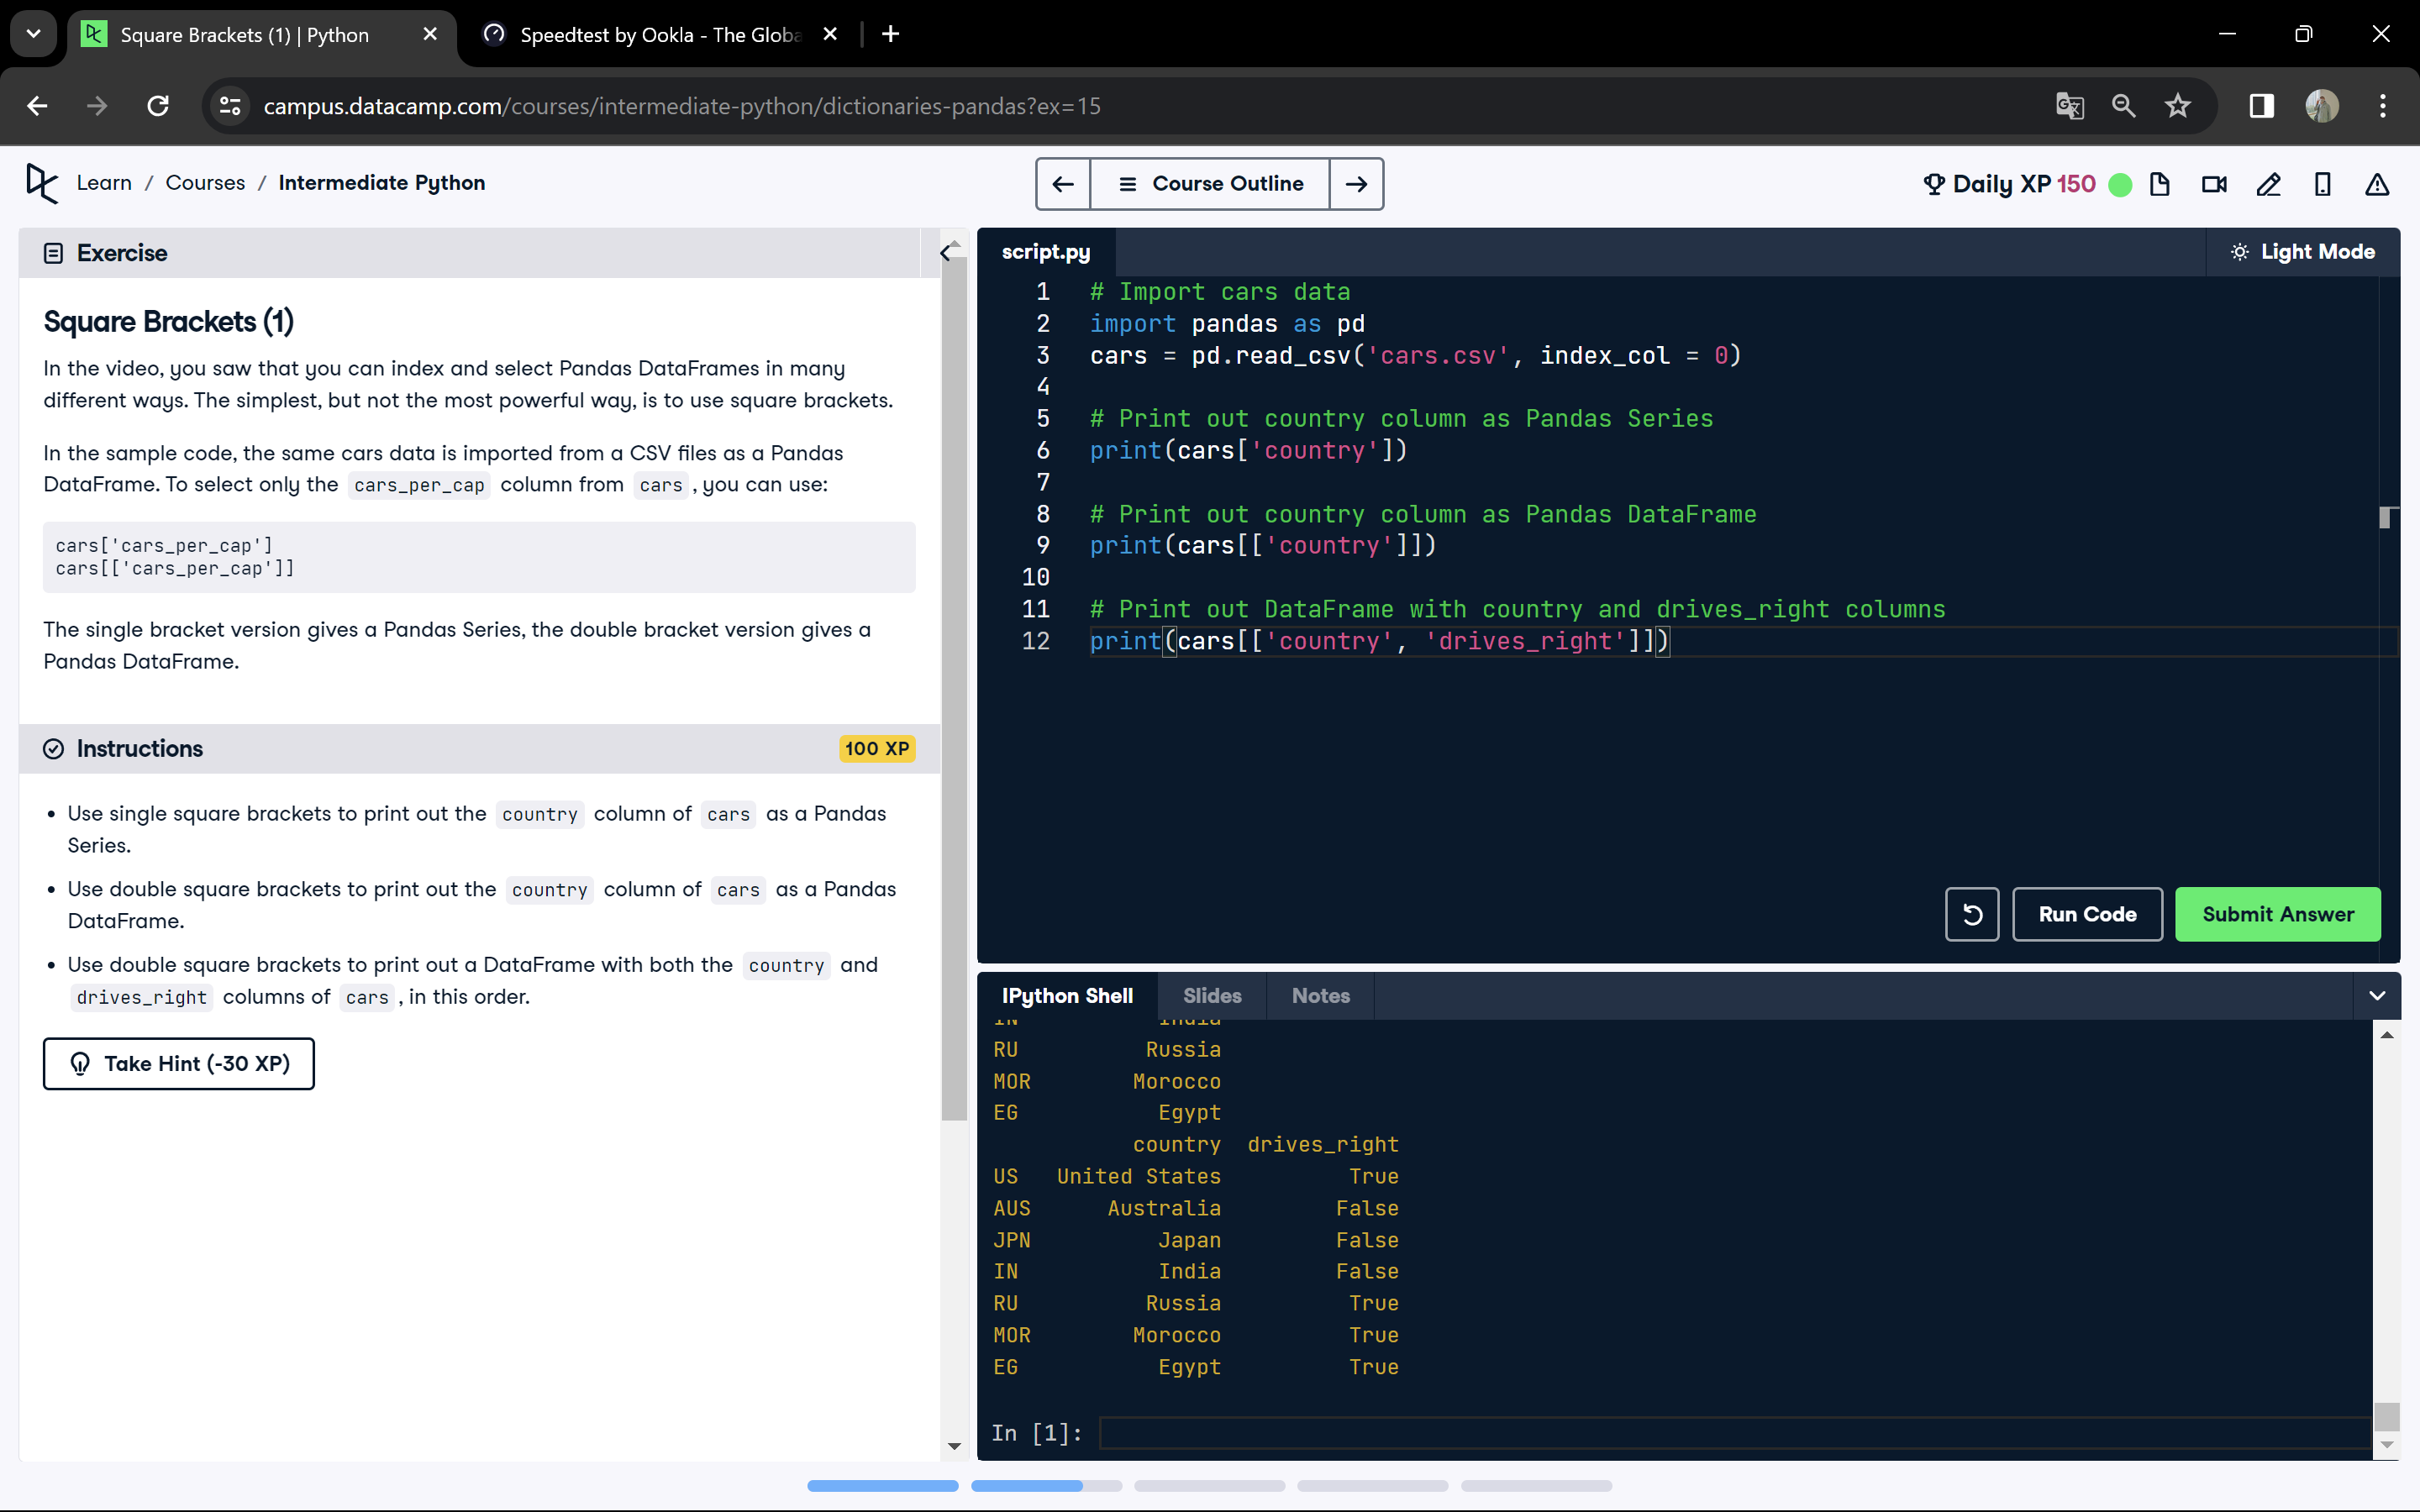 Square Brackets (1) | Python
Speedtest by Ookla - The Globa
campus.datacamp.com/courses/intermediate-python/dictionaries-pandas?ex=15
Learn / Courses / Intermediate Python
Course Outline
Daily XP 150
Exercise
Square Brackets (1)
In the video, you saw that you can index and select Pandas DataFrames in many
different ways. The simplest, but not the most powerful way, is to use square brackets.
In the sample code, the same cars data is imported from a CSV files as a Pandas
DataFrame. To select only the cars_per_cap column from cars, you can use:
cars['cars_per_cap']
cars[['cars_per_cap']]
The single bracket version gives a Pandas Series, the double bracket version gives a
Pandas DataFrame.
Instructions
100 XP
• Use single square brackets to print out the country column of cars as a Pandas
Series.
• Use double square brackets to print out the country column of cars as a Pandas
DataFrame.
• Use double square brackets to print out a DataFrame with both the country and
drives_right columns of cars, in this order.
Take Hint (-30 XP)
script.py
Light Mode
1 # Import cars data
2 import pandas as pd
3 cars = pd.read_csv('cars.csv', index_col = 0)
4
5 # Print out country column as Pandas Series
6 print(cars['country'])
7
8 # Print out country column as Pandas DataFrame
9 print(cars[['country']])
10
11 # Print out DataFrame with country and drives_right columns
12 print(cars[['country', 'drives_right']])
Run Code
Submit Answer
IPython Shell
Slides
Notes
IN India
RU Russia
MOR Morocco
EG Egypt
country drives_right
US United States True
AUS Australia False
JPN Japan False
IN India False
RU Russia True
MOR Morocco True
EG Egypt True
In [1]: